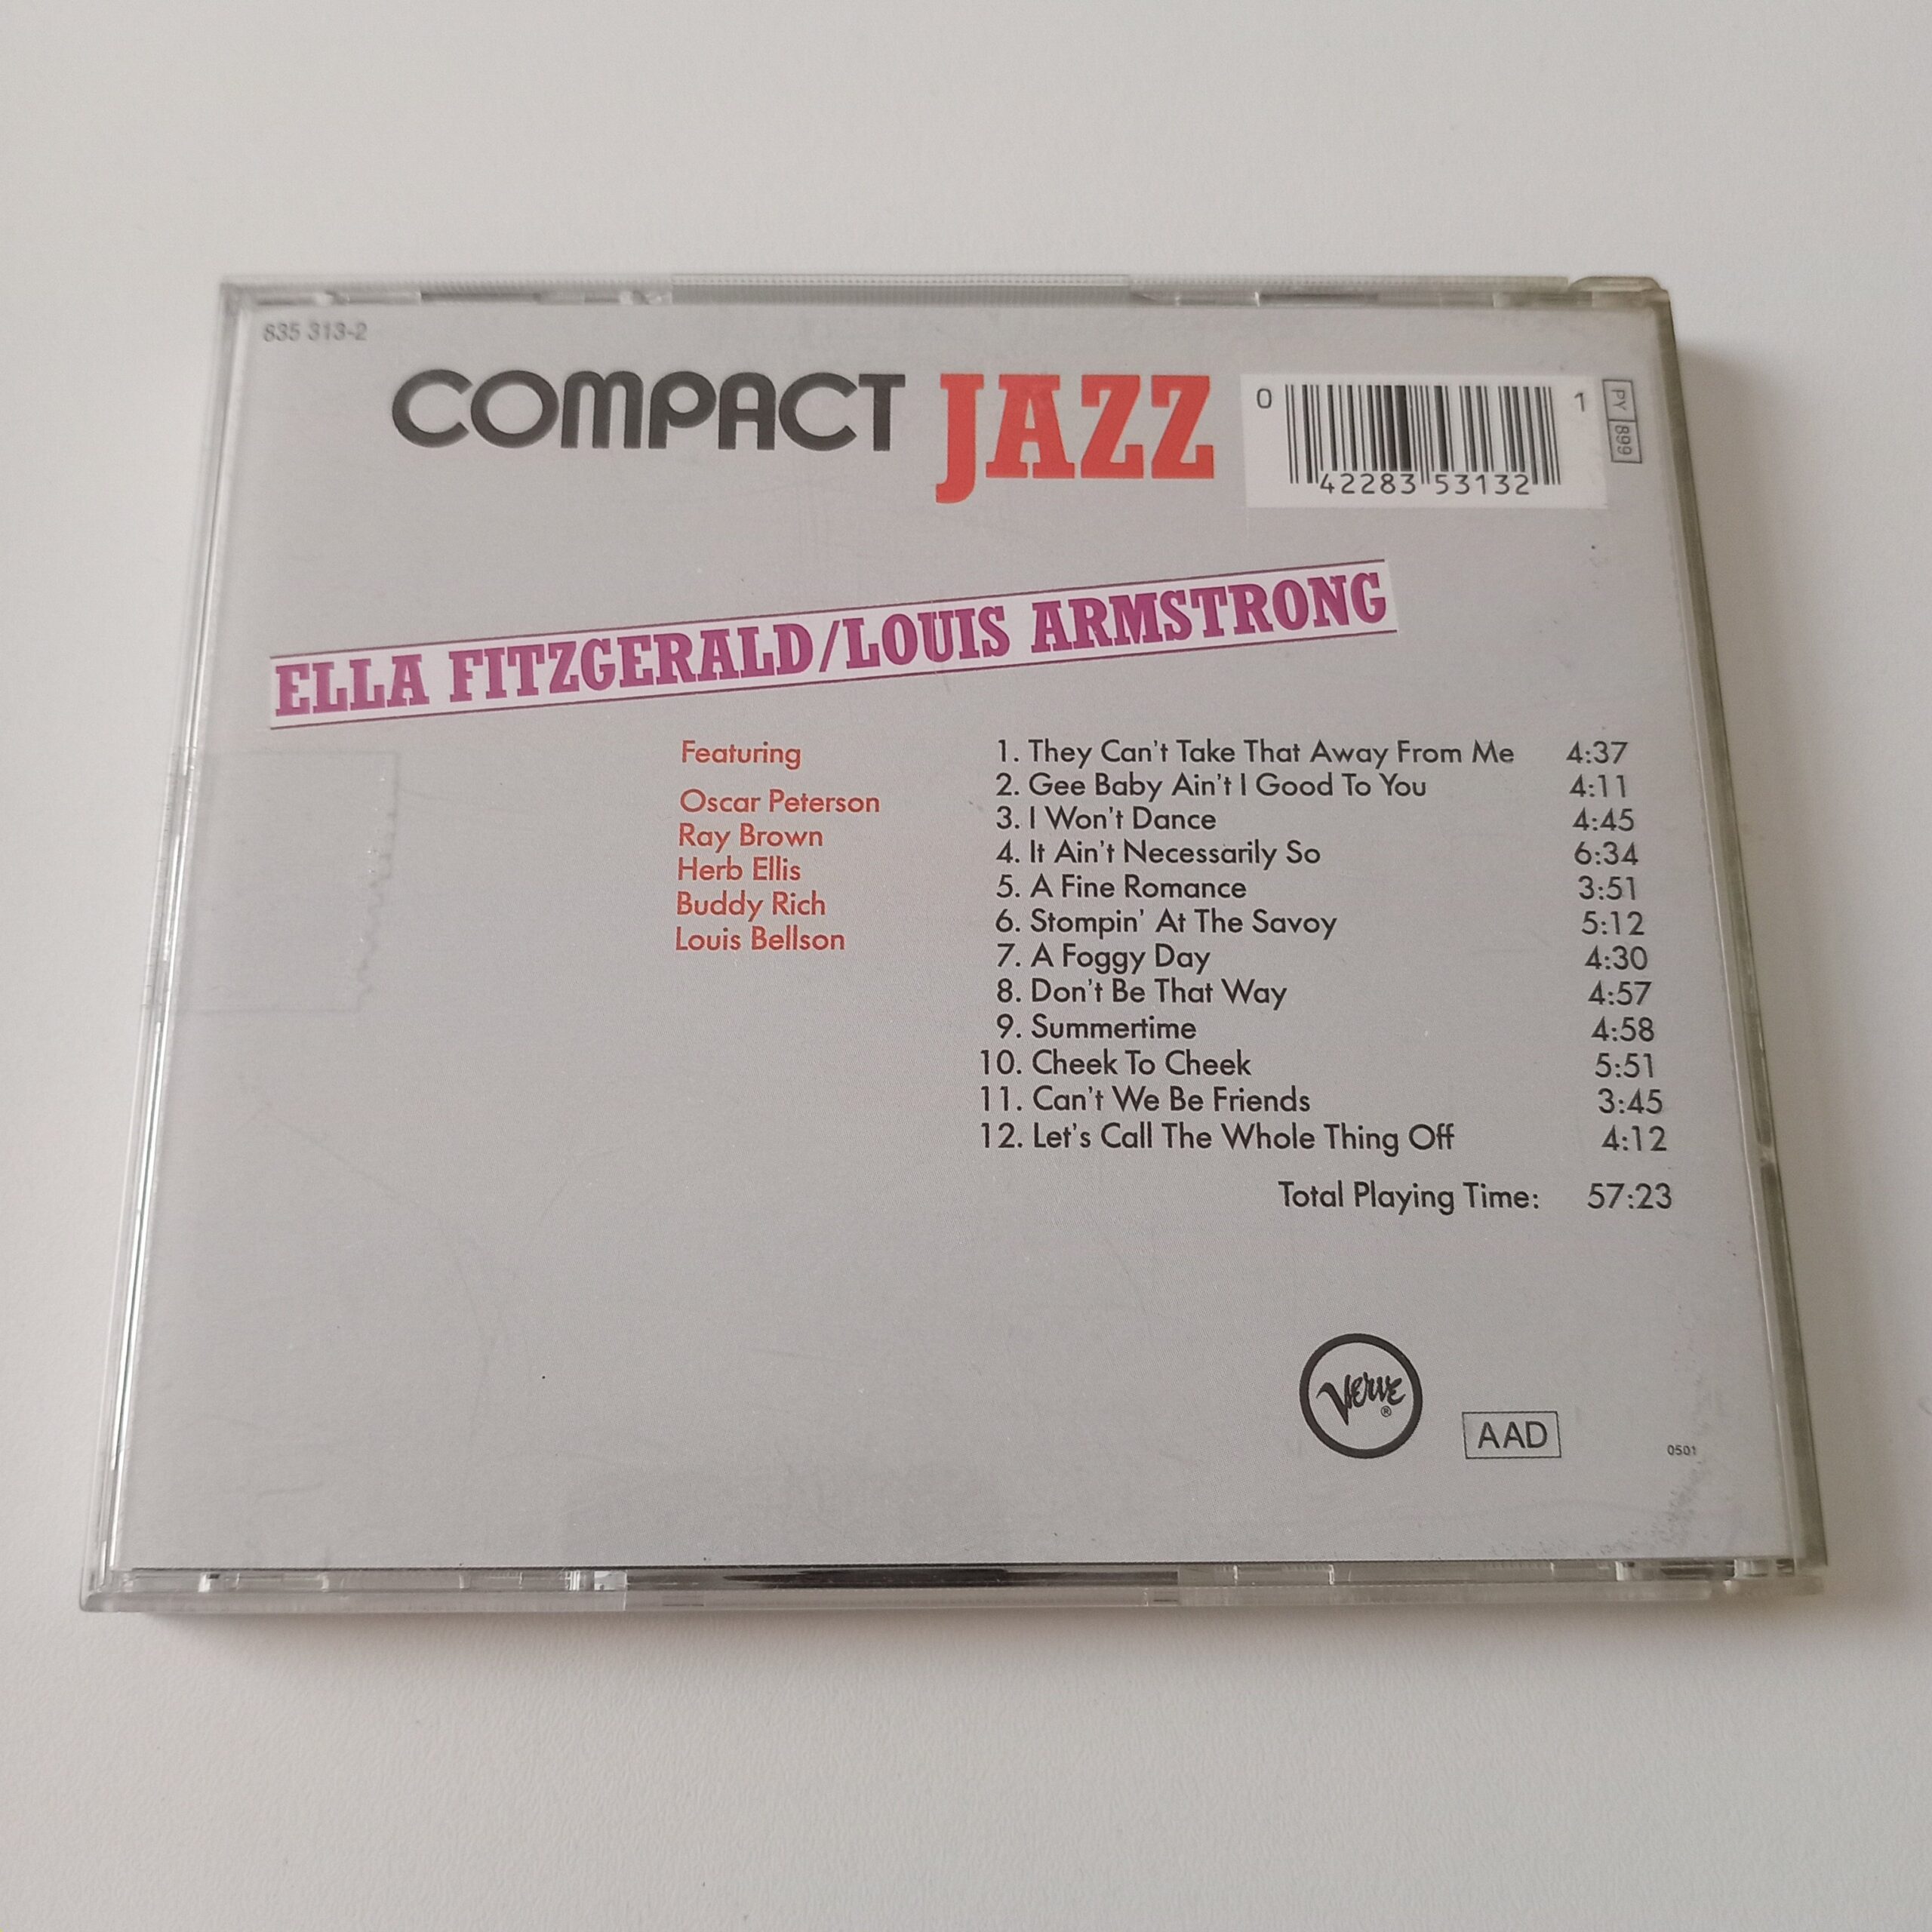 835 313-2
COMPACT JAZZ
0 42283 53132 1
PY 899
ELLA FITZGERALD/LOUIS ARMSTRONG
Featuring
Oscar Peterson
Ray Brown
Herb Ellis
Buddy Rich
Louis Bellson
1. They Can't Take That Away From Me 4:37
2. Gee Baby Ain't I Good To You 4:11
3. I Won't Dance 4:45
4. It Ain't Necessarily So 6:34
5. A Fine Romance 3:51
6. Stompin' At The Savoy 5:12
7. A Foggy Day 4:30
8. Don't Be That Way 4:57
9. Summertime 4:58
10. Cheek To Cheek 5:51
11. Can't We Be Friends 3:45
12. Let's Call The Whole Thing Off 4:12
Total Playing Time: 57:23
Verve ®
AAD
0501